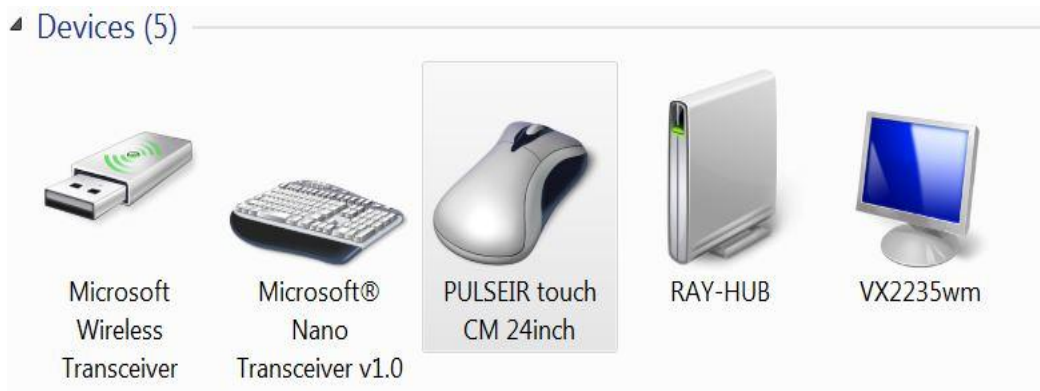 Devices (5)
Microsoft
Wireless
Transceiver
Microsoft®
Nano
Transceiver v1.0
PULSEIR touch
CM 24inch
RAY-HUB
VX2235wm